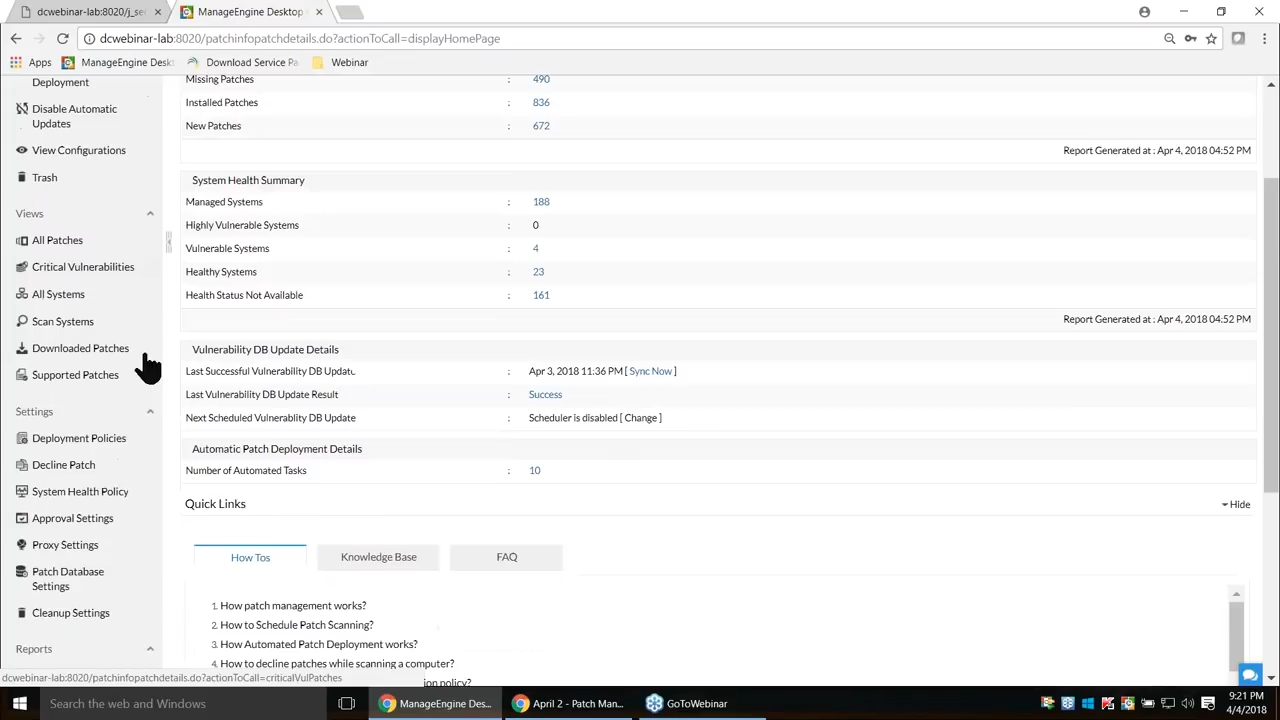 dcwebinar-lab:8020/j_se
ManageEngine Desktop
dcwebinar-lab:8020/patchinfopatchdetails.do?actionToCall=displayHomePage
Apps
ManageEngine Desk
Download Service Pa
Webinar
Deployment
Disable Automatic
Updates
View Configurations
Trash
Views
All Patches
Critical Vulnerabilities
All Systems
Scan Systems
Downloaded Patches
Supported Patches
Settings
Deployment Policies
Decline Patch
System Health Policy
Approval Settings
Proxy Settings
Patch Database
Settings
Cleanup Settings
Reports
Missing Patches : 490
Installed Patches : 836
New Patches : 672
Report Generated at : Apr 4, 2018 04:52 PM
System Health Summary
Managed Systems : 188
Highly Vulnerable Systems : 0
Vulnerable Systems : 4
Healthy Systems : 23
Health Status Not Available : 161
Report Generated at : Apr 4, 2018 04:52 PM
Vulnerability DB Update Details
Last Successful Vulnerability DB Update : Apr 3, 2018 11:36 PM [ Sync Now ]
Last Vulnerability DB Update Result : Success
Next Scheduled Vulnerablity DB Update : Scheduler is disabled [ Change ]
Automatic Patch Deployment Details
Number of Automated Tasks : 10
Quick Links
Hide
How Tos
Knowledge Base
FAQ
1. How patch management works?
2. How to Schedule Patch Scanning?
3. How Automated Patch Deployment works?
4. How to decline patches while scanning a computer?
ion policy?
dcwebinar-lab:8020/patchinfopatchdetails.do?actionToCall=criticalVulPatches
Search the web and Windows
ManageEngine Des...
April 2 - Patch Man...
GoToWebinar
9:21 PM
4/4/2018